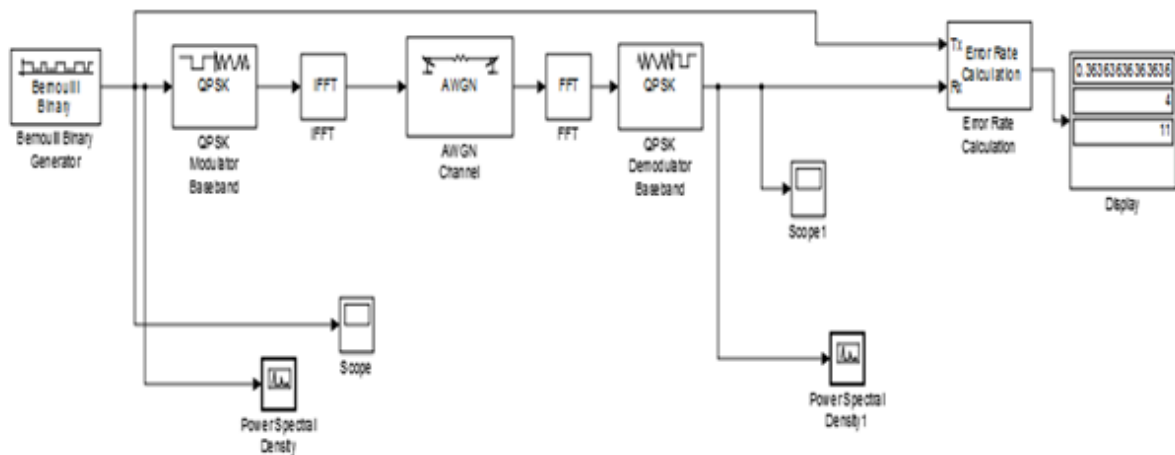 Bernoulli
Binary
Bernoulli Binary
Generator
QPSK
QPSK
Modulator
Baseband
IFFT
IFFT
AWGN
AWGN
Channel
FFT
FFT
QPSK
QPSK
Demodulator
Baseband
Tx
Rx
Error Rate
Calculation
Error Rate
Calculation
0.3636363636363636
4
11
Display
Scope1
Scope
Power Spectral
Density
Power Spectral
Density1